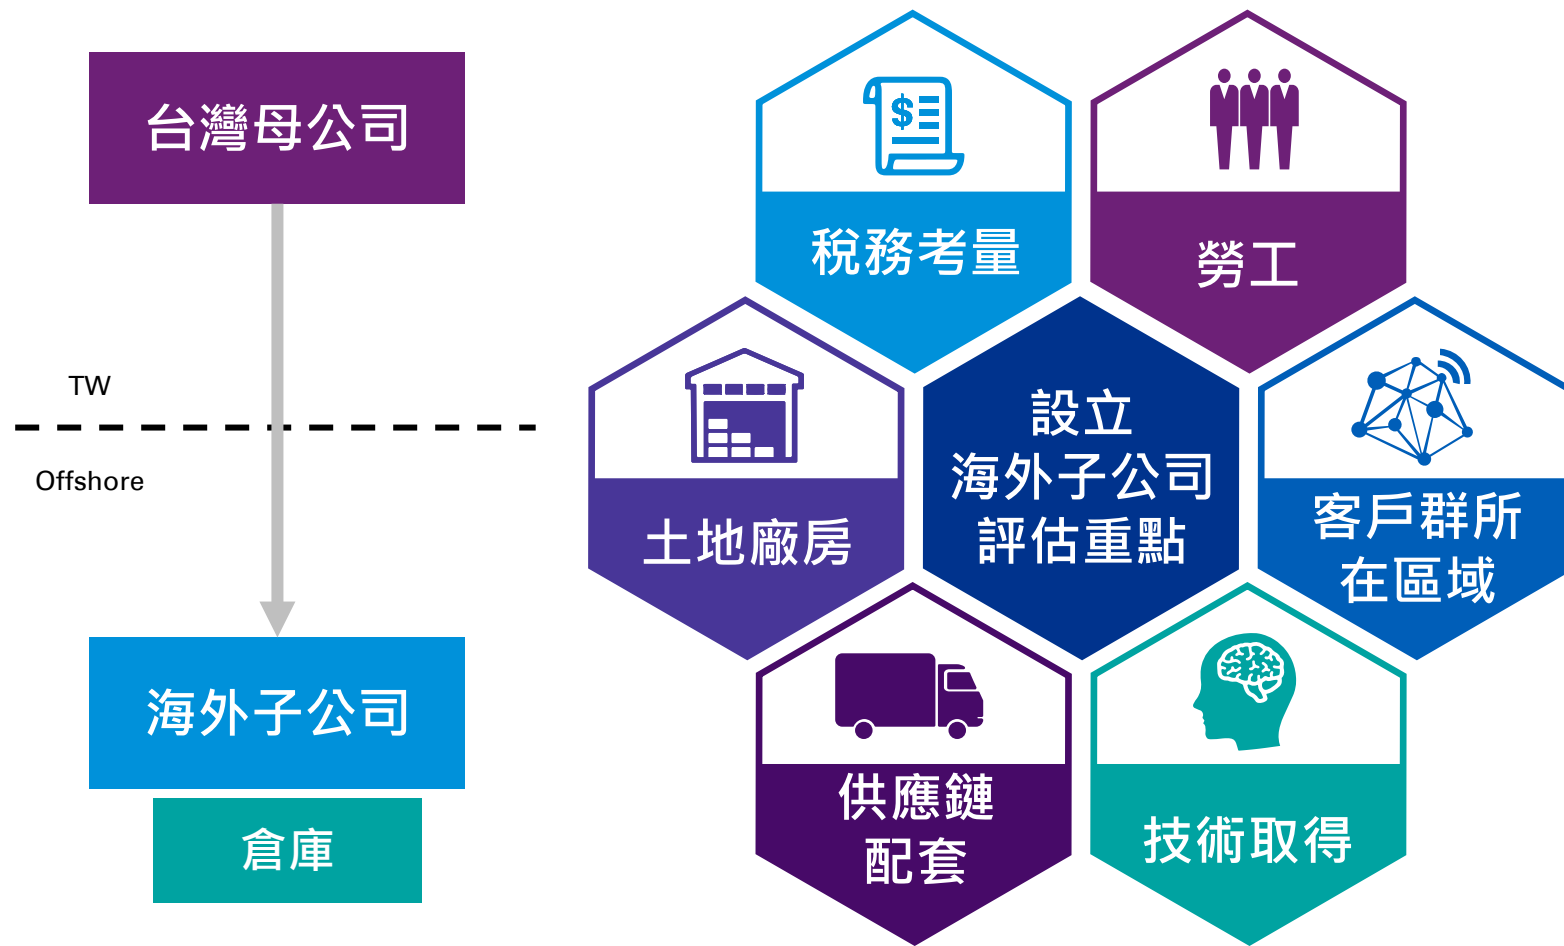 台灣母公司
TW
Offshore
海外子公司
倉庫
$
稅務考量
勞工
土地廠房
設立
海外子公司
評估重點
客戶群所
在區域
供應鏈
配套
技術取得